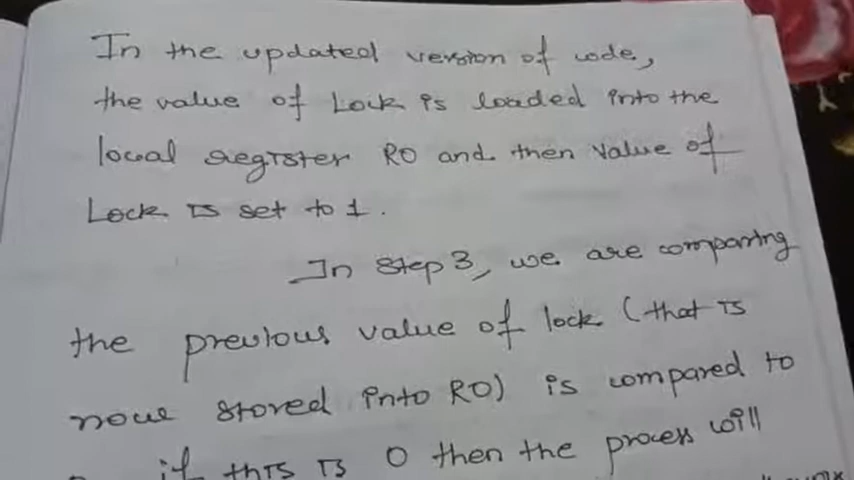 In the updated version of code,
the value of Lock is loaded into the
local register R0 and then value of
Lock is set to 1.
In step 3, we are comparing
the previous value of lock (that is
now stored into R0) is compared to
if this is 0 then the process will